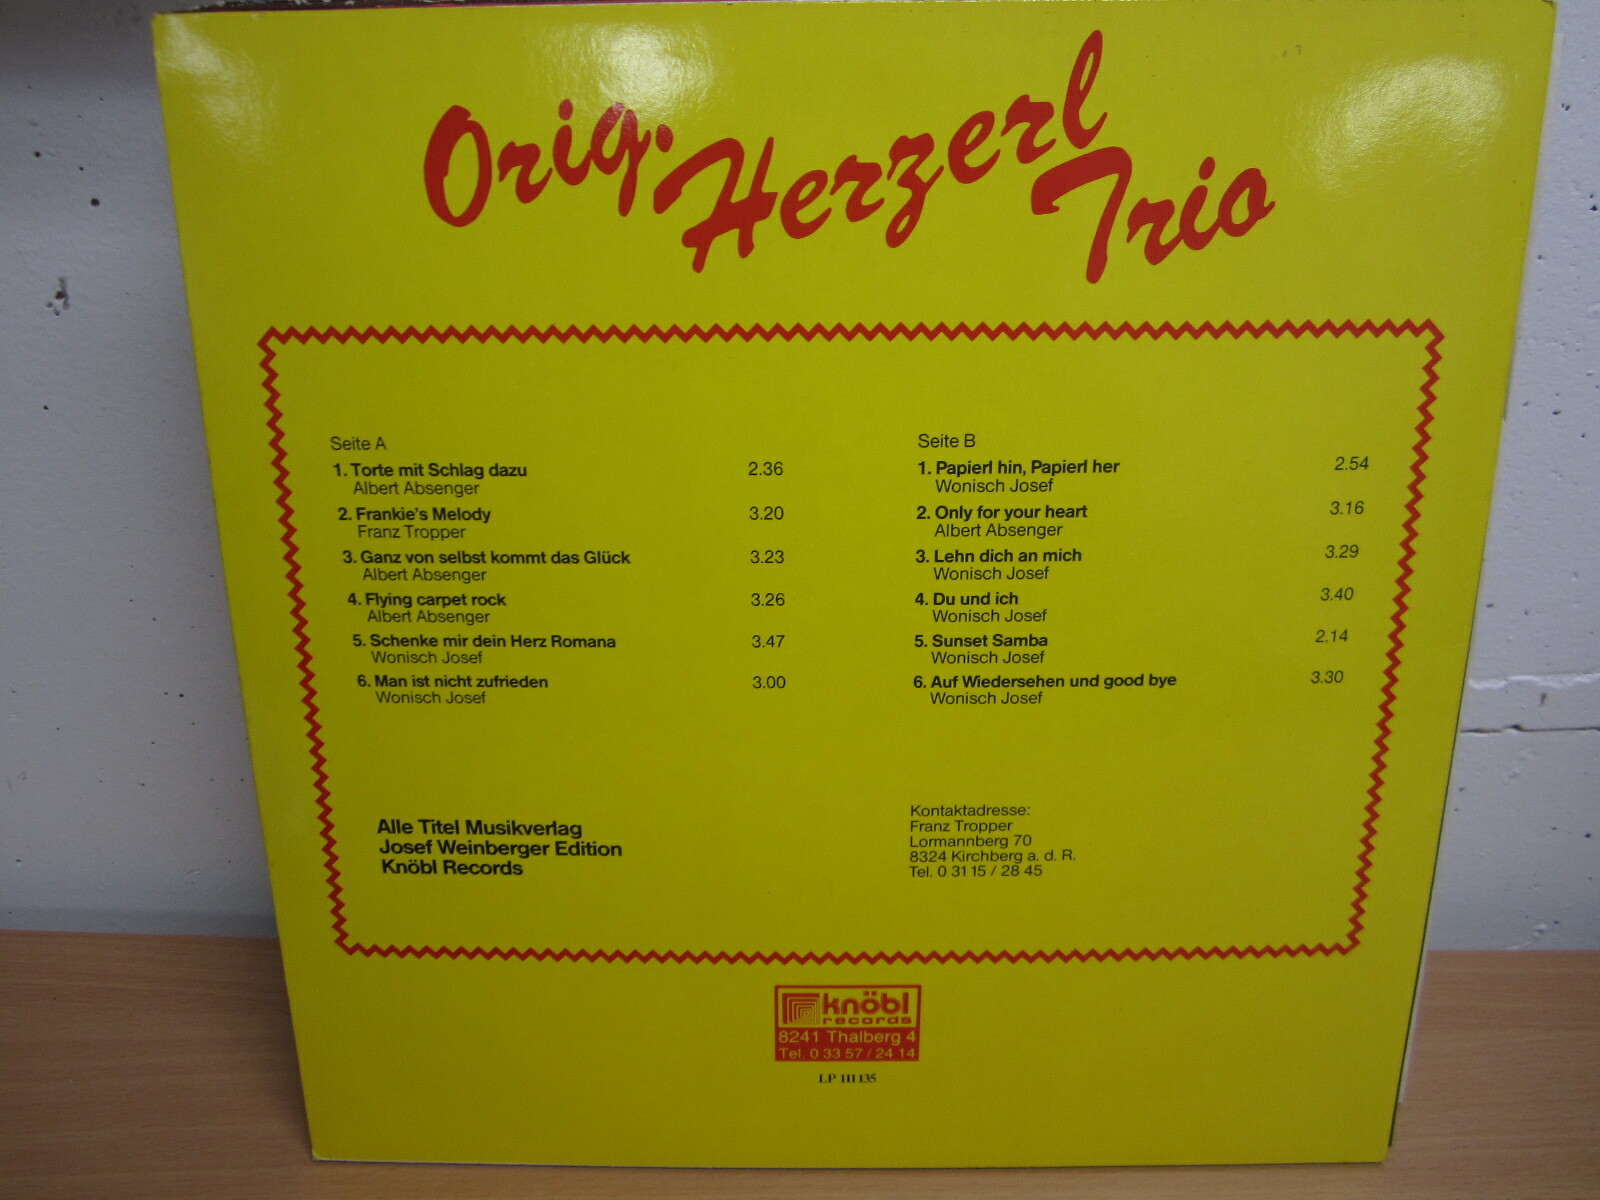 Orig. Herzerl Trio
Seite A
1. Torte mit Schlag dazu 2.36
Albert Absenger
2. Frankie's Melody 3.20
Franz Tropper
3. Ganz von selbst kommt das Glück 3.23
Albert Absenger
4. Flying carpet rock 3.26
Albert Absenger
5. Schenke mir dein Herz Romana 3.47
Wonisch Josef
6. Man ist nicht zufrieden 3.00
Wonisch Josef
Seite B
1. Papierl hin, Papierl her 2.54
Wonisch Josef
2. Only for your heart 3.16
Albert Absenger
3. Lehn dich an mich 3.29
Wonisch Josef
4. Du und ich 3.40
Wonisch Josef
5. Sunset Samba 2.14
Wonisch Josef
6. Auf Wiedersehen und good bye 3.30
Wonisch Josef
Alle Titel Musikverlag
Josef Weinberger Edition
Knöbl Records
Kontaktadresse:
Franz Tropper
Lormannberg 70
8324 Kirchberg a. d. R.
Tel. 0 31 15 / 28 45
knöbl
records
8241 Thalberg 4
Tel. 0 33 57 / 24 14
LP 111 135